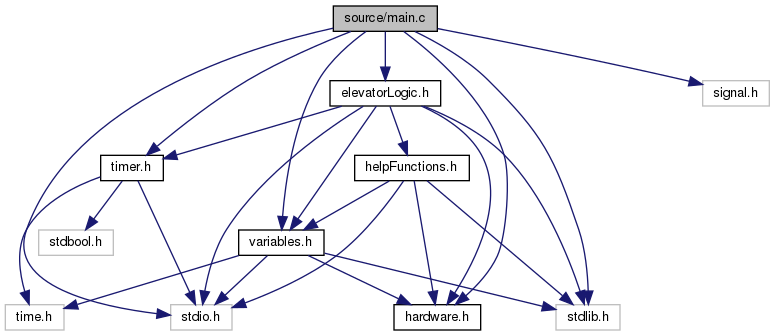 source/main.c
elevatorLogic.h
signal.h
timer.h
helpFunctions.h
stdbool.h
variables.h
time.h
stdio.h
hardware.h
stdlib.h